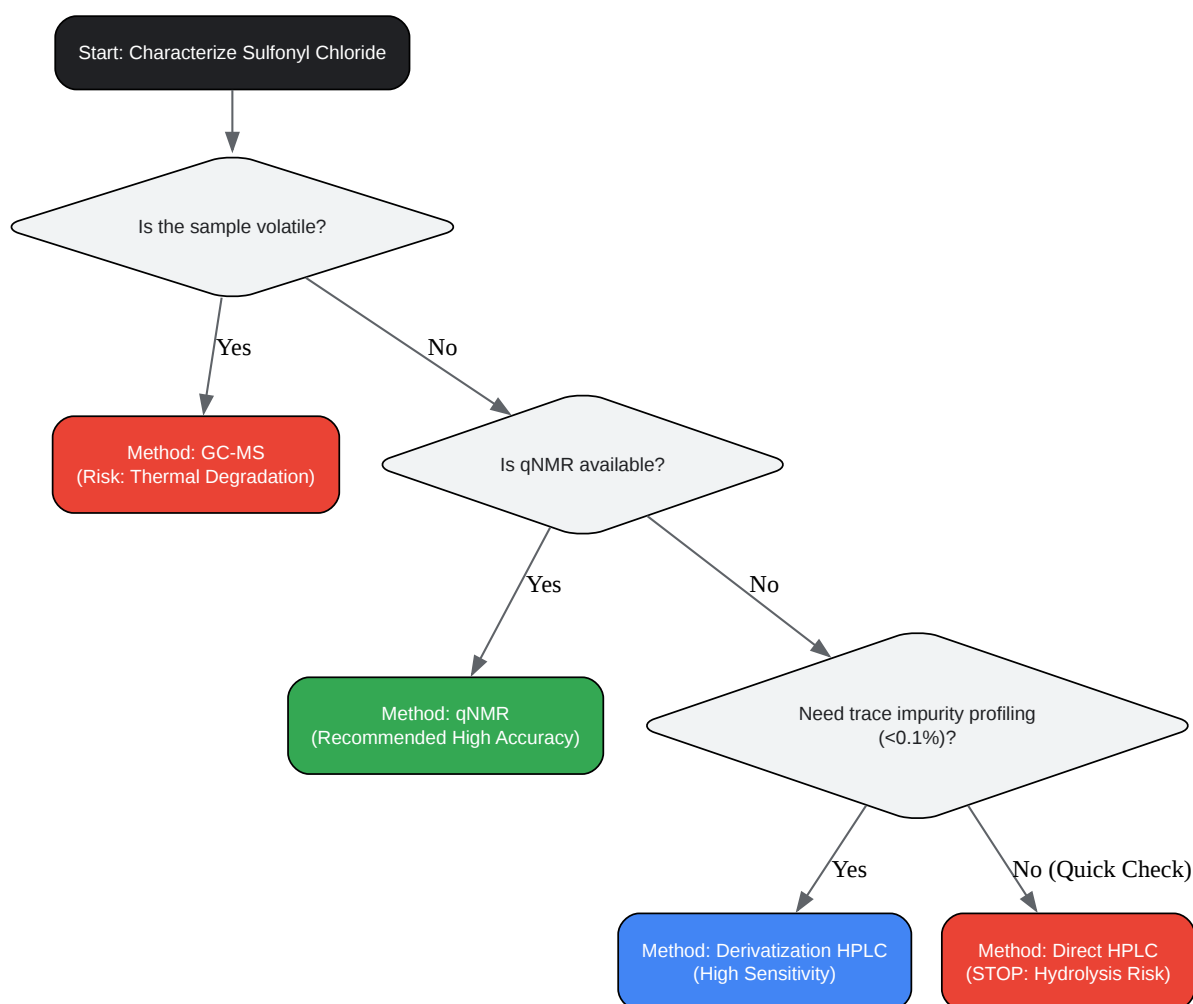 Start: Characterize Sulfonyl Chloride
Is the sample volatile?
Yes
No
Method: GC-MS
(Risk: Thermal Degradation)
Is qNMR available?
Yes
No
Method: qNMR
(Recommended High Accuracy)
Need trace impurity profiling
(<0.1%)?
Yes
No (Quick Check)
Method: Derivatization HPLC
(High Sensitivity)
Method: Direct HPLC
(STOP: Hydrolysis Risk)